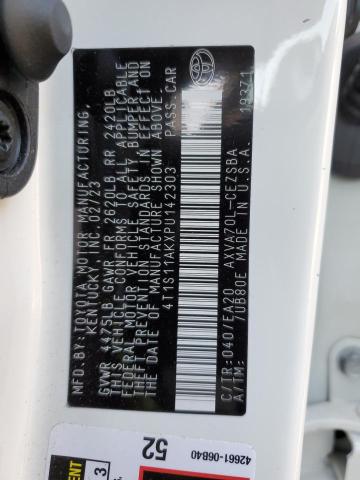 MFD. BY: TOYOTA MOTOR MANUFACTURING,
KENTUCKY, INC. 02/23
GVWR 4475LB GAWR FR 2620LB RR 2420LB
THIS VEHICLE CONFORMS TO ALL APPLICABLE
FEDERAL MOTOR VEHICLE SAFETY, BUMPER, AND
THEFT PREVENTION STANDARDS IN EFFECT ON
THE DATE OF MANUFACTURE SHOWN ABOVE.
4T1S11AKXPU142303 PASS. CAR
C/TR: 040/EA20 AXVA70L-CEZSBA
A/TM: /UB80E MADE IN U.S.A.
193Z1
42661-06B40
52
3